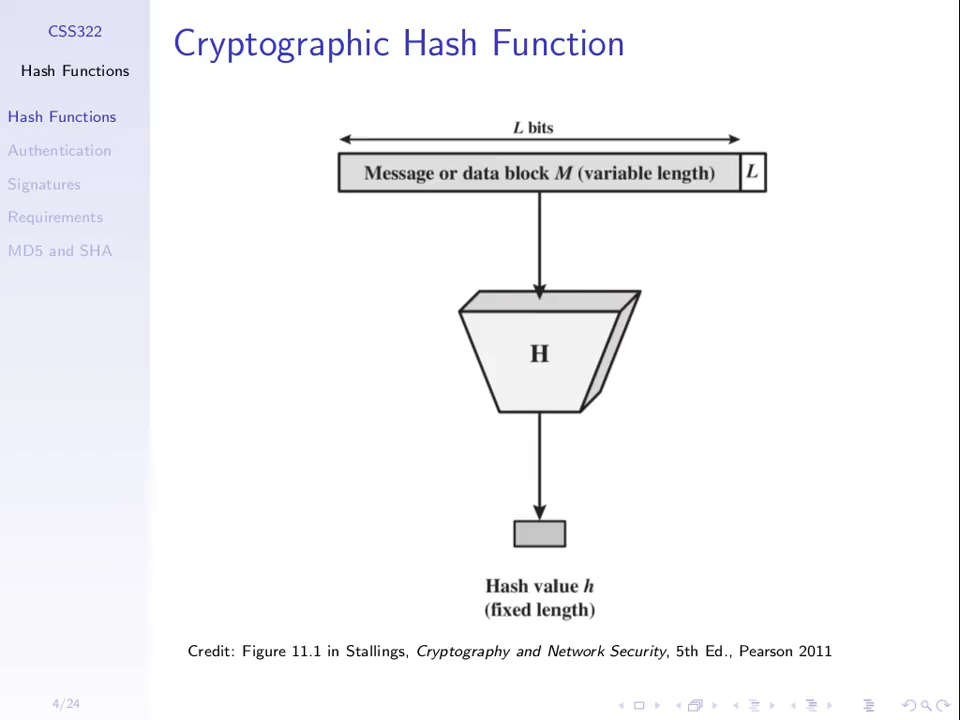 CSS322
Hash Functions
Hash Functions
Authentication
Signatures
Requirements
MD5 and SHA
Cryptographic Hash Function
L bits
Message or data block M (variable length) L
H
Hash value h
(fixed length)
Credit: Figure 11.1 in Stallings, Cryptography and Network Security, 5th Ed., Pearson 2011
4/24